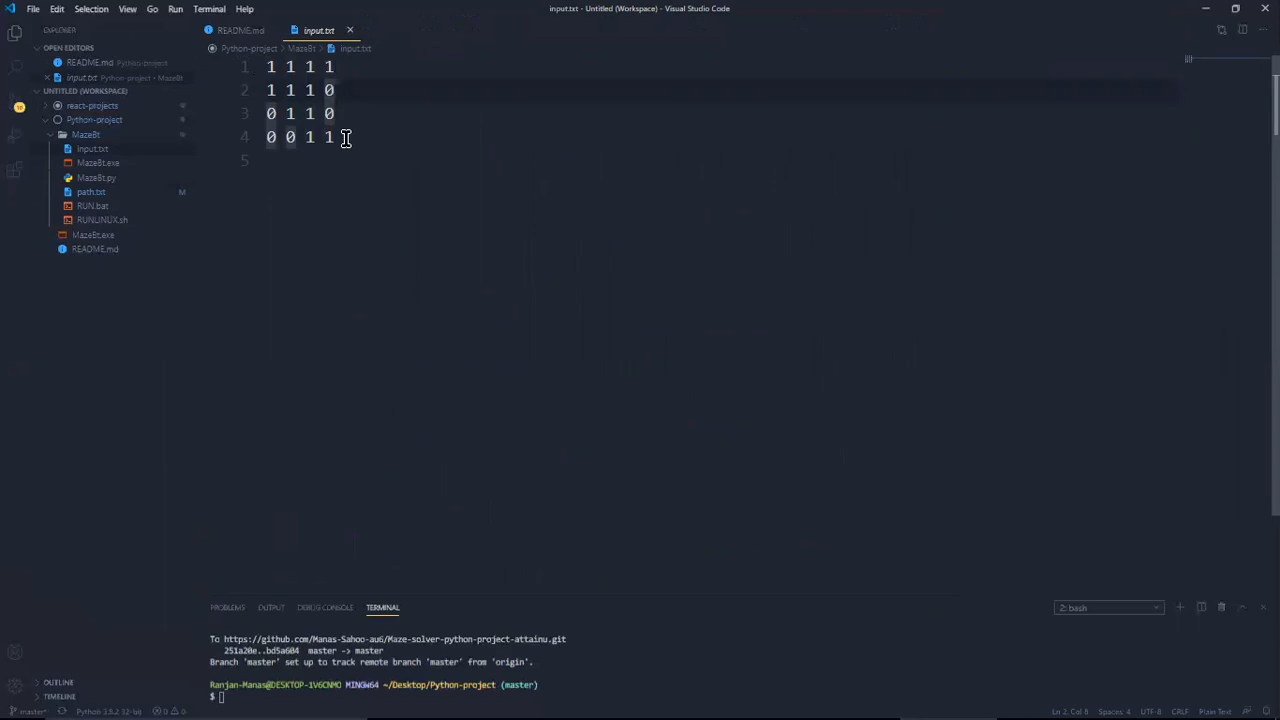 File Edit Selection View Go Run Terminal Help
input.txt - Untitled (Workspace) - Visual Studio Code
EXPLORER
OPEN EDITORS
README.md Python-project
input.txt Python-project • MazeBt
UNTITLED (WORKSPACE)
react-projects
Python-project
MazeBt
input.txt
MazeBt.exe
MazeBt.py
path.txt M
RUN.bat
RUNLINUX.sh
MazeBt.exe
README.md
OUTLINE
TIMELINE
README.md input.txt
Python-project > MazeBt > input.txt
1 1 1 1 1
2 1 1 1 0
3 0 1 1 0
4 0 0 1 1
5
PROBLEMS OUTPUT DEBUG CONSOLE TERMINAL
2: bash
To https://github.com/Manas-Sahoo-au6/Maze-solver-python-project-attainu.git
251a20e..bd5a604 master -> master
Branch 'master' set up to track remote branch 'master' from 'origin'.
Ranjan-Manas@DESKTOP-1V6CNMO MINGW64 ~/Desktop/Python-project (master)
$
master* Python 3.8.2 32-bit 0 0 Ln 2, Col 8 Spaces: 4 UTF-8 CRLF Plain Text